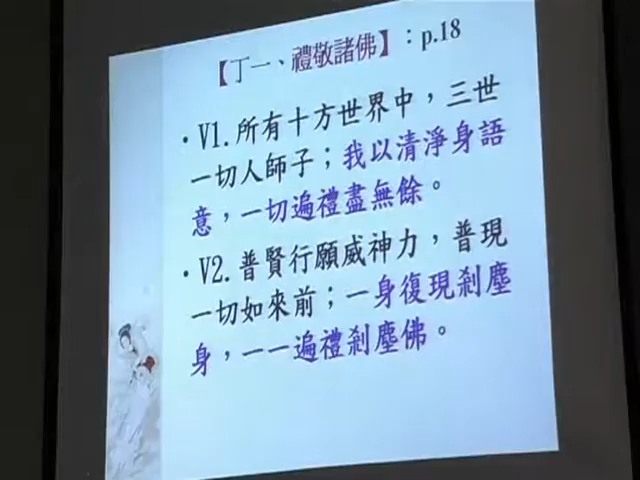 【丁一、禮敬諸佛】：p.18
·V1.所有十方世界中，三世
一切人師子；我以清淨身語
意，一切遍禮盡無餘。
·V2.普賢行願威神力，普現
一切如來前；一身復現剎塵
身，一一遍禮剎塵佛。